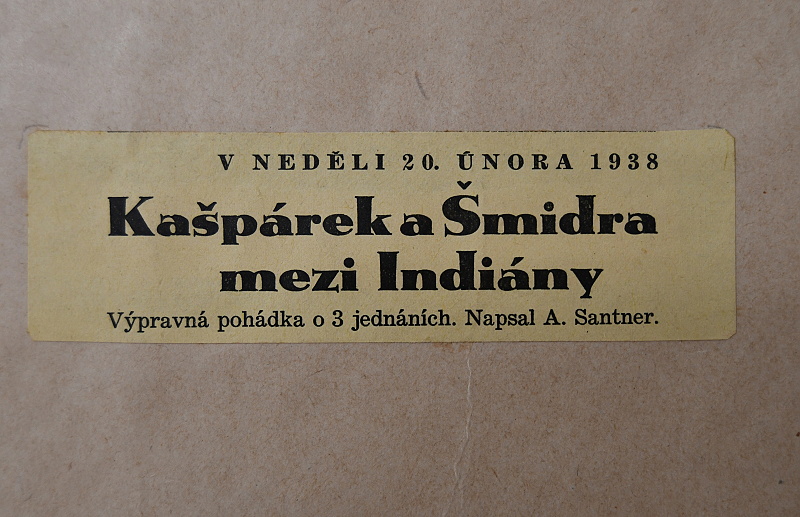 V NEDĚLI 20. ÚNORA 1938
Kašpárek a Šmidra
mezi Indiány
Výpravná pohádka o 3 jednáních. Napsal A. Santner.